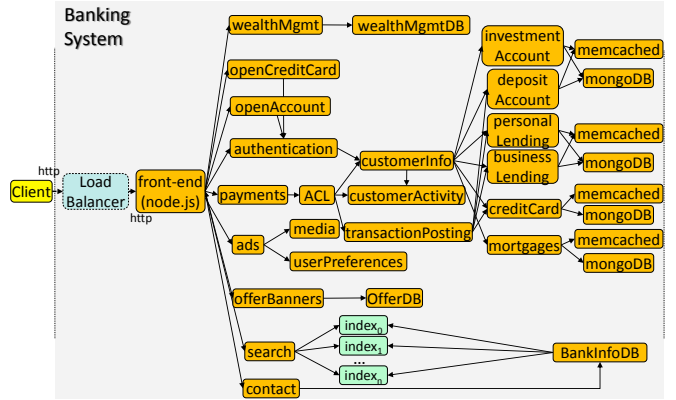 Banking
System
wealthMgmt
wealthMgmtDB
investment
Account
memcached
openCreditCard
deposit
Account
mongoDB
openAccount
personal
Lending
memcached
authentication
customerInfo
business
Lending
mongoDB
http
Client
Load
Balancer
http
front-end
(node.js)
payments
ACL
customerActivity
creditCard
memcached
mongoDB
media
transactionPosting
ads
userPreferences
mortgages
memcached
mongoDB
offerBanners
OfferDB
search
index₀
index₁
...
indexₙ
BankInfoDB
contact